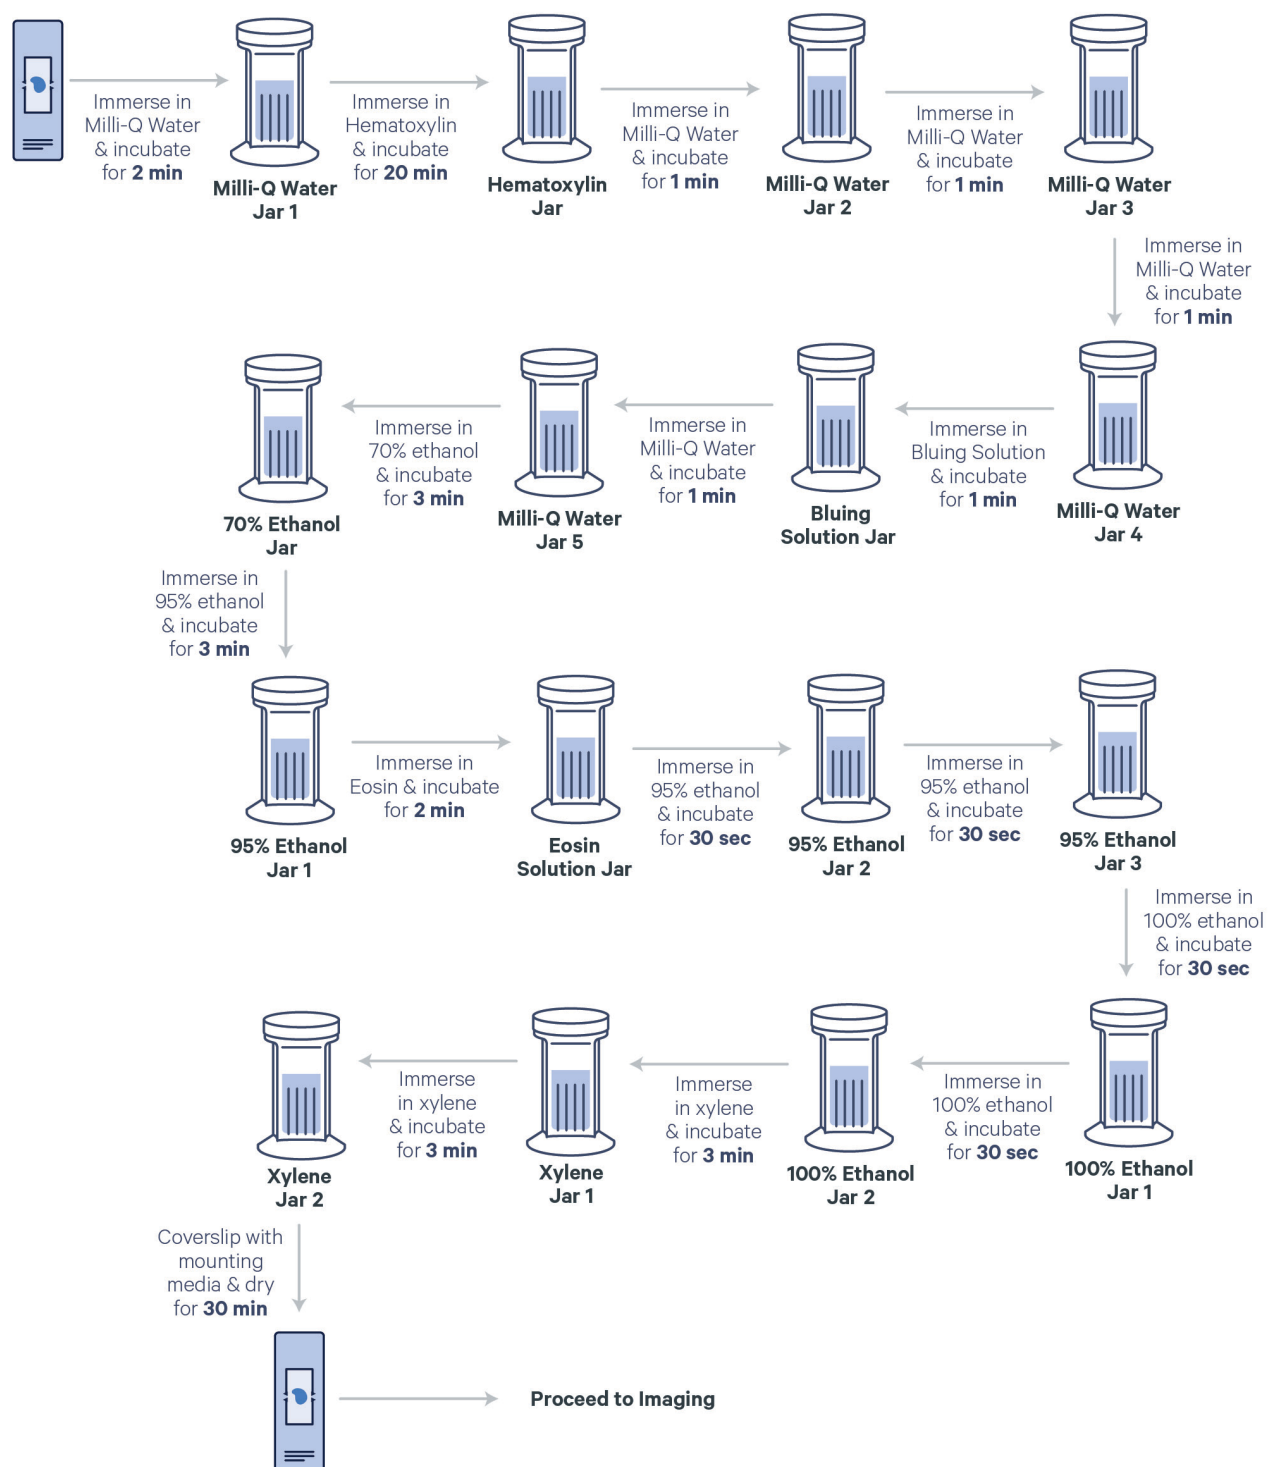 Immerse in
Milli-Q Water
& incubate
for 2 min
Milli-Q Water
Jar 1
Immerse in
Hematoxylin
& incubate
for 20 min
Hematoxylin
Jar
Immerse in
Milli-Q Water
& incubate
for 1 min
Milli-Q Water
Jar 2
Immerse in
Milli-Q Water
& incubate
for 1 min
Milli-Q Water
Jar 3
Immerse in
Milli-Q Water
& incubate
for 1 min
Milli-Q Water
Jar 4
Immerse in
Bluing Solution
& incubate
for 1 min
Bluing
Solution Jar
Immerse in
Milli-Q Water
& incubate
for 1 min
Milli-Q Water
Jar 5
Immerse in
70% ethanol
& incubate
for 3 min
70% Ethanol
Jar
Immerse in
95% ethanol
& incubate
for 3 min
95% Ethanol
Jar 1
Immerse in
Eosin & incubate
for 2 min
Eosin
Solution Jar
Immerse in
95% ethanol
& incubate
for 30 sec
95% Ethanol
Jar 2
Immerse in
95% ethanol
& incubate
for 30 sec
95% Ethanol
Jar 3
Immerse in
100% ethanol
& incubate
for 30 sec
100% Ethanol
Jar 1
Immerse in
100% ethanol
& incubate
for 30 sec
100% Ethanol
Jar 2
Immerse
in xylene
& incubate
for 3 min
Xylene
Jar 1
Immerse
in xylene
& incubate
for 3 min
Xylene
Jar 2
Coverslip with
mounting
media & dry
for 30 min
Proceed to Imaging